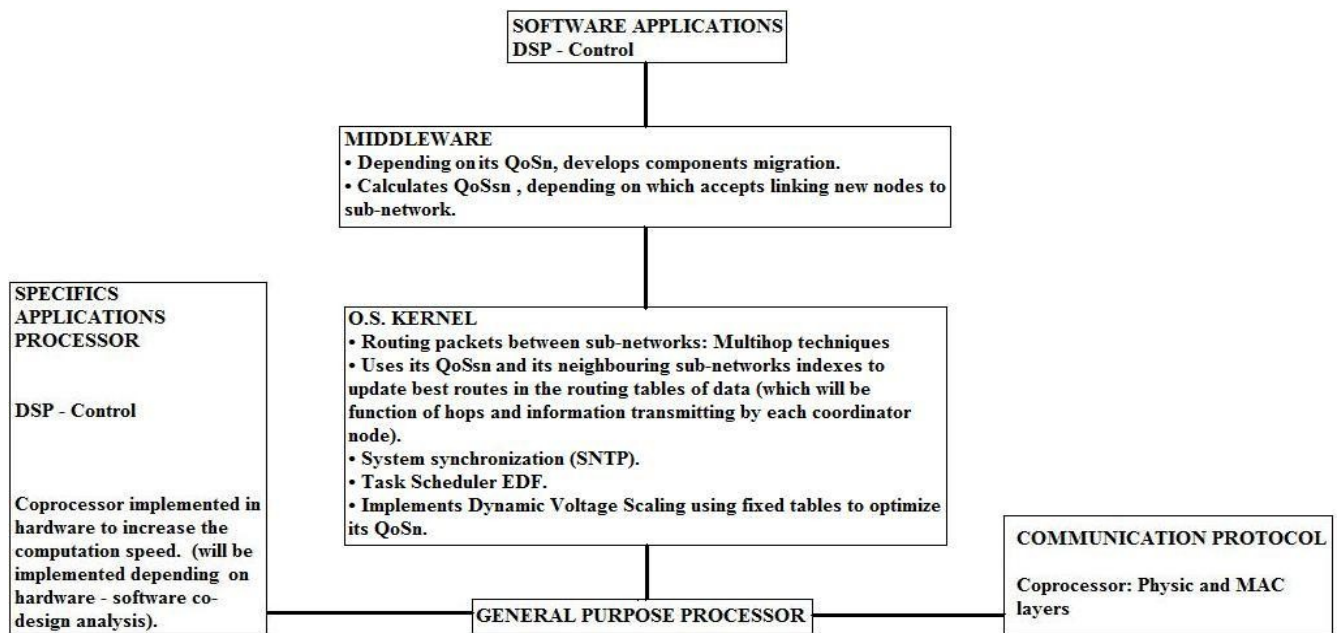 SOFTWARE APPLICATIONS
DSP - Control
MIDDLEWARE
• Depending on its QoSn, develops components migration.
• Calculates QoSsn , depending on which accepts linking new nodes to
sub-network.
SPECIFICS
APPLICATIONS
PROCESSOR
DSP - Control
Coprocessor implemented in
hardware to increase the
computation speed. (will be
implemented depending on
hardware - software co-
design analysis).
O.S. KERNEL
• Routing packets between sub-networks: Multihop techniques
• Uses its QoSsn and its neighbouring sub-networks indexes to
update best routes in the routing tables of data (which will be
function of hops and information transmitting by each coordinator
node).
• System synchronization (SNTP).
• Task Scheduler EDF.
• Implements Dynamic Voltage Scaling using fixed tables to optimize
its QoSn.
GENERAL PURPOSE PROCESSOR
COMMUNICATION PROTOCOL
Coprocessor: Physic and MAC
layers